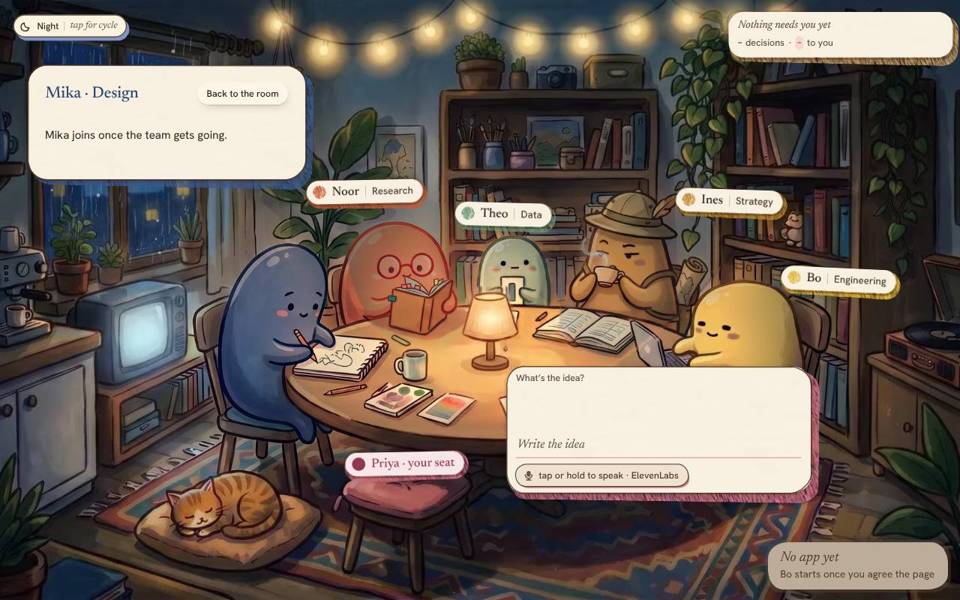 Night | tap for cycle
Nothing needs you yet
– decisions · – to you
Mika · Design
Back to the room
Mika joins once the team gets going.
Noor | Research
Theo | Data
Ines | Strategy
Bo | Engineering
What's the idea?
Write the idea
tap or hold to speak · ElevenLabs
Priya · your seat
No app yet
Bo starts once you agree the page